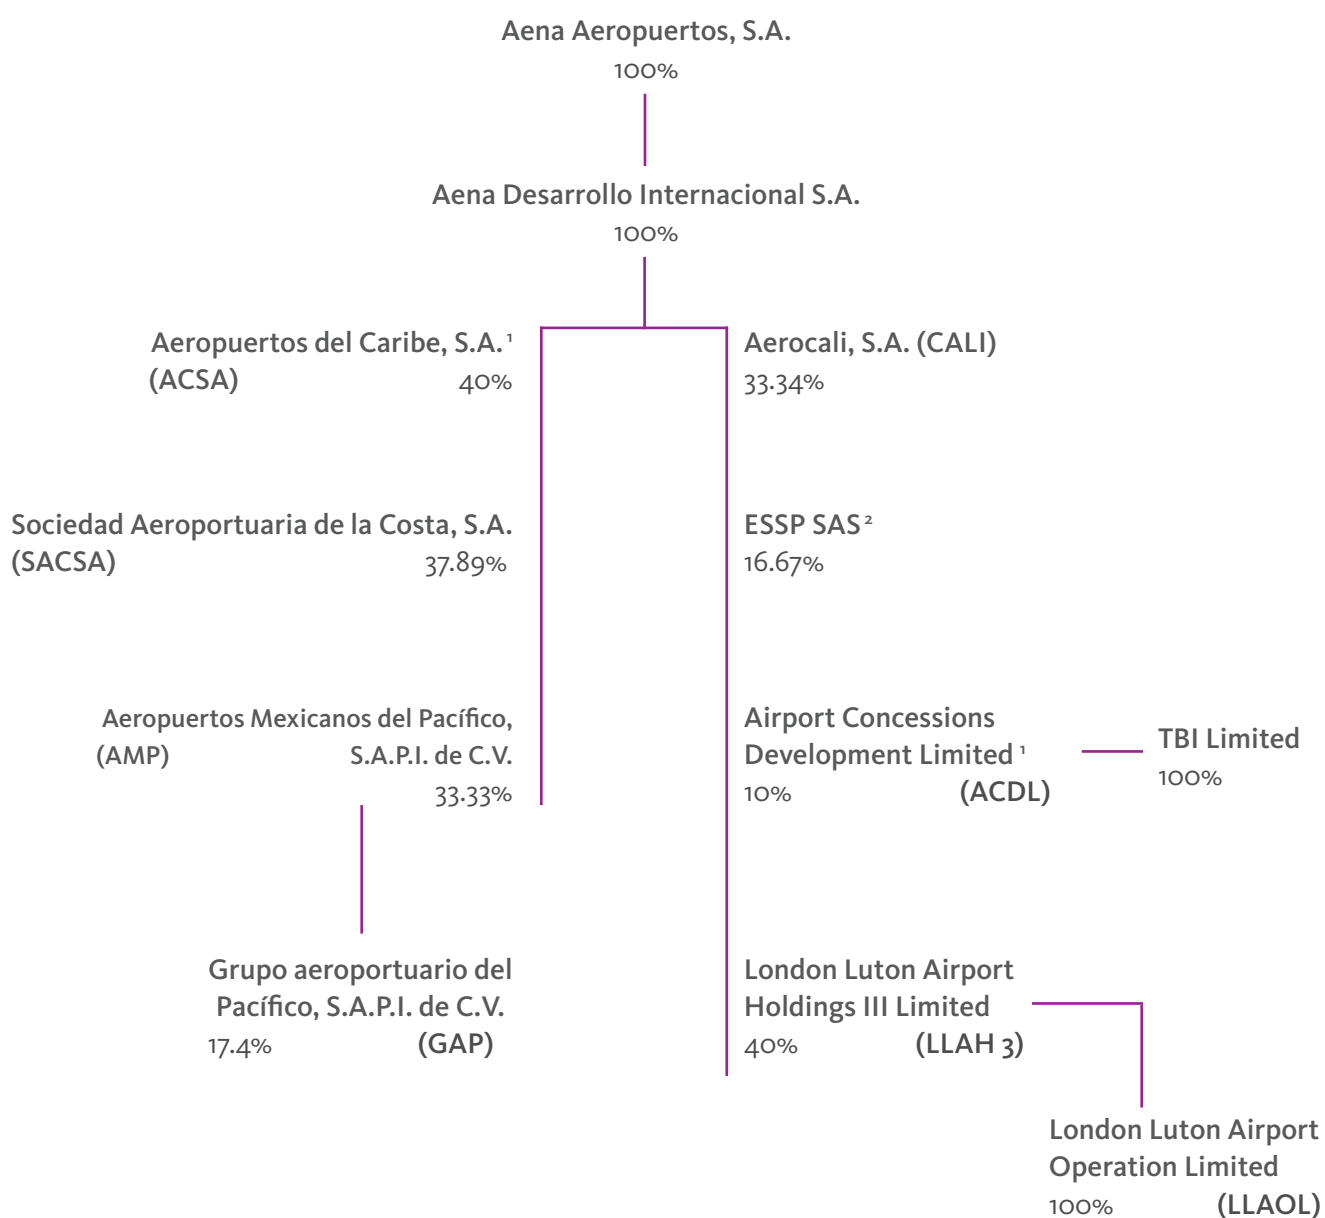 Aena Aeropuertos, S.A.
100%
Aena Desarrollo Internacional S.A.
100%
Aeropuertos del Caribe, S.A. ¹
(ACSA) 40%
Aerocali, S.A. (CALI)
33.34%
Sociedad Aeroportuaria de la Costa, S.A.
(SACSA) 37.89%
ESSP SAS ²
16.67%
Aeropuertos Mexicanos del Pacífico,
(AMP) S.A.P.I. de C.V.
33.33%
Airport Concessions
Development Limited ¹
10% (ACDL)
TBI Limited
100%
Grupo aeroportuario del
Pacífico, S.A.P.I. de C.V.
17.4% (GAP)
London Luton Airport
Holdings III Limited
40% (LLAH 3)
London Luton Airport
Operation Limited
100% (LLAOL)